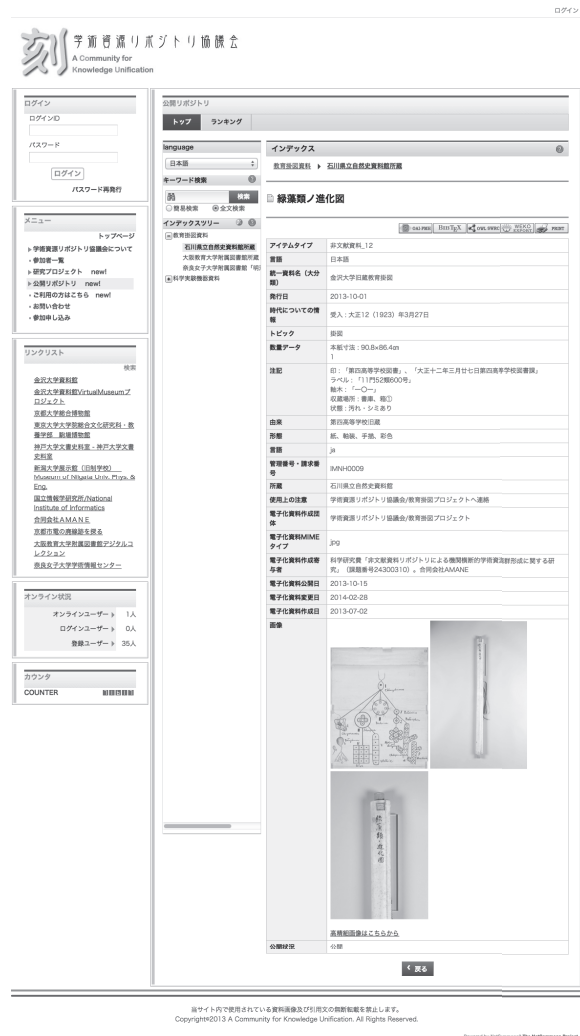 ログイン
刻
学術資源リポジトリ協議会
A Community for
Knowledge Unification
ログイン
ログインID
パスワード
ログイン
パスワード再発行
メニュー
トップページ
学術資源リポジトリ協議会について
参加者一覧
研究プロジェクト new!
公開リポジトリ new!
ご利用の方はこちら new!
お問い合わせ
参加申し込み
リンクリスト
検索
金沢大学資料館
金沢大学資料館VirtualMuseumプ
ロジェクト
京都大学総合博物館
東京大学大学院総合文化研究科・教
養学部 駒場博物館
神戸大学文書史料室 - 神戸大学文書
史料室
新潟大学展示館(旧制学校)
Museum of Niigata Univ. Phys. &
Eng.
国立情報学研究所/National
Institute of Informatics
合同会社AMANE
京都市電の廃線跡を探る
大阪教育大学附属図書館デジタルコ
レクション
奈良女子大学学術情報センター
オンライン状況
オンラインユーザー 1人
ログインユーザー 0人
登録ユーザー 35人
カウンタ
COUNTER
公開リポジトリ
トップ ランキング
language
日本語
キーワード検索
検索
簡易検索 全文検索
インデックスツリー
教育掛図資料
石川県立自然史資料館所蔵
大阪教育大学附属図書館所蔵
奈良女子大学附属図書館「明
科学実験機器資料
インデックス
教育掛図資料 ▶ 石川県立自然史資料館所蔵
緑藻類ノ進化図
OAI-PMH BIBTEX OWL SWRC WEKO EXPORT PRINT
アイテムタイプ 非文献資料_12
言語 日本語
統一資料名(大分類) 金沢大学旧蔵教育掛図
発行日 2013-10-01
時代についての情報 受入:大正12(1923)年3月27日
トピック 掛図
数量データ 本紙寸法:90.8×86.4㎝
1
注記 印:「第四高等学校図書」、「大正十二年三月廿七日第四高等学校図書課」
ラベル:「11門52類600号」
軸木:「一〇一」
収蔵場所:書庫、箱①
状態:汚れ・シミあり
由来 第四高等学校旧蔵
形態 紙、軸装、手描、彩色
言語 ja
管理番号・請求番号 IMNH0009
所蔵 石川県立自然史資料館
使用上の注意 学術資源リポジトリ協議会/教育掛図プロジェクトへ連絡
電子化資料作成団体 学術資源リポジトリ協議会/教育掛図プロジェクト
電子化資料MIMEタイプ jpg
電子化資料作成寄与者 科学研究費「非文献資料リポジトリによる機関横断的学術資源群形成に関する研
究」(課題番号24300310)。合同会社AMANE
電子化資料公開日 2013-10-15
電子化資料変更日 2014-02-28
電子化資料作成日 2013-07-02
画像
緑藻類ノ進化図
高精細画像はこちらから
公開状況 公開
戻る
当サイト内で使用されている資料画像及び引用文の無断転載を禁止します。
Copyright©2013 A Community for Knowledge Unification. All Rights Reserved.